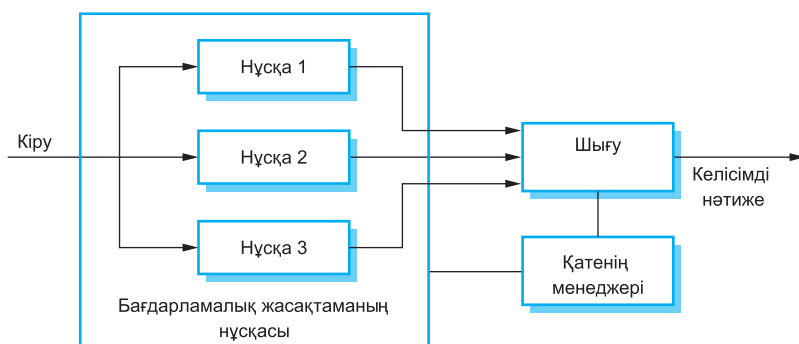 Нұсқа 1
Кіру
Нұсқа 2
Нұсқа 3
Шығу
Келісімді
нәтиже
Қатенің
менеджері
Бағдарламалық жасақтаманың
нұсқасы